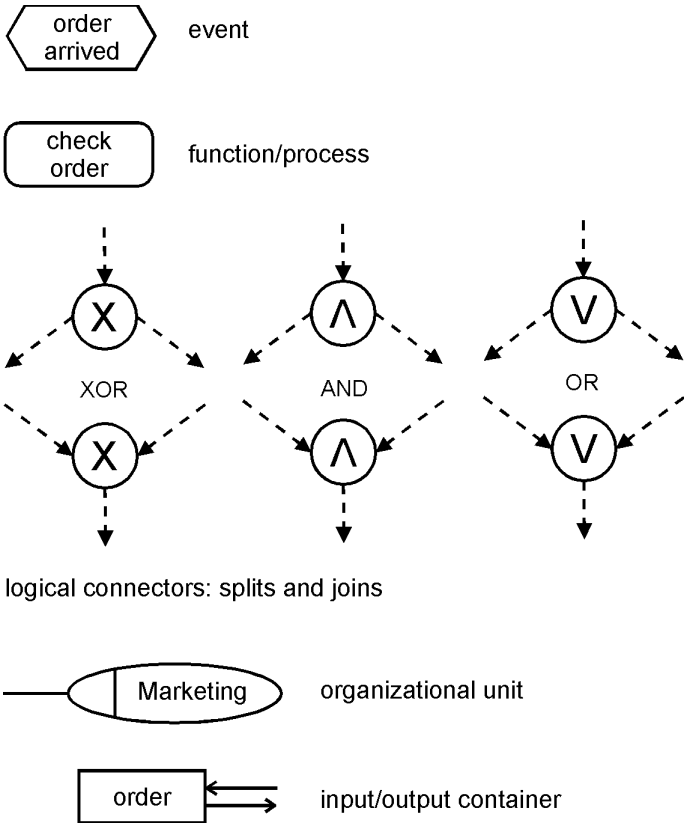 order
arrived
event
check
order
function/process
X
Λ
V
XOR
AND
OR
X
Λ
V
logical connectors: splits and joins
Marketing
organizational unit
order
input/output container